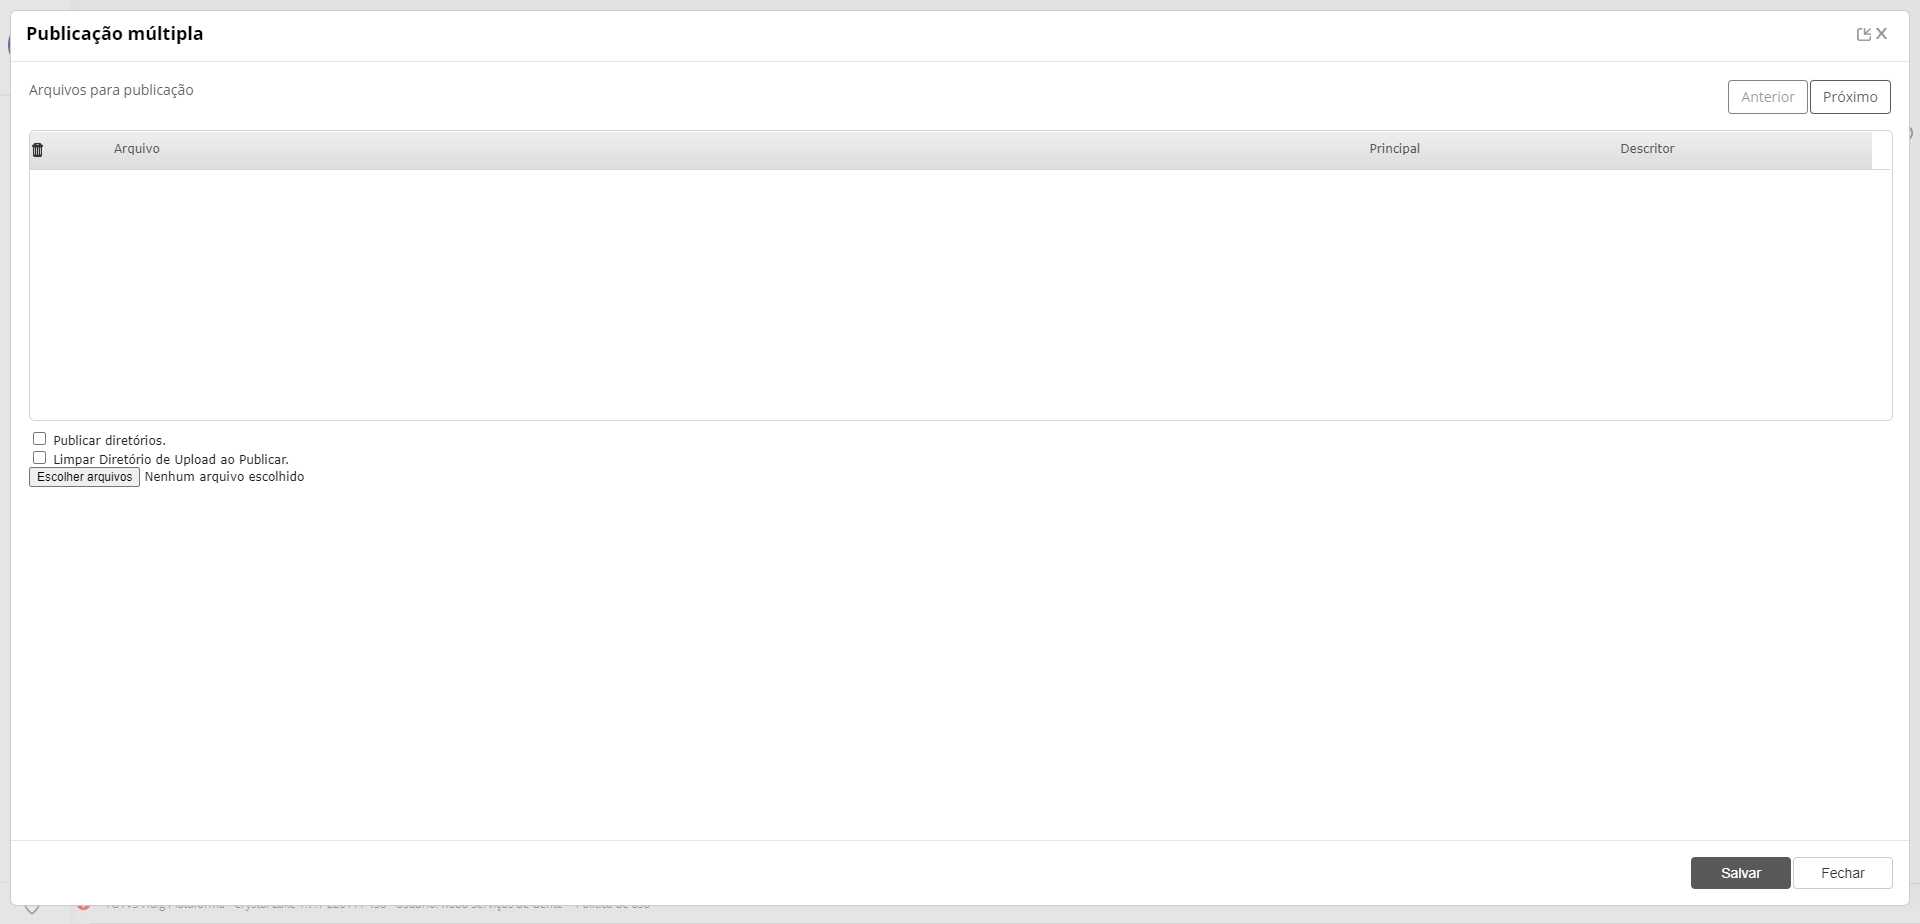 Publicação múltipla
Arquivos para publicação
Anterior
Próximo
Arquivo
Principal
Descritor
Publicar diretórios.
Limpar Diretório de Upload ao Publicar.
Escolher arquivos Nenhum arquivo escolhido
Salvar
Fechar